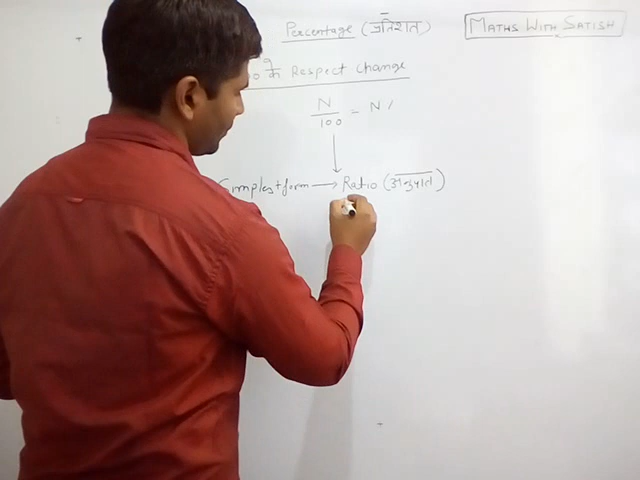 Percentage (प्रतिशत)
MATHS WITH SATISH
के Respect Change
N/100 = N %
Simplest form → Ratio (अनुपात)